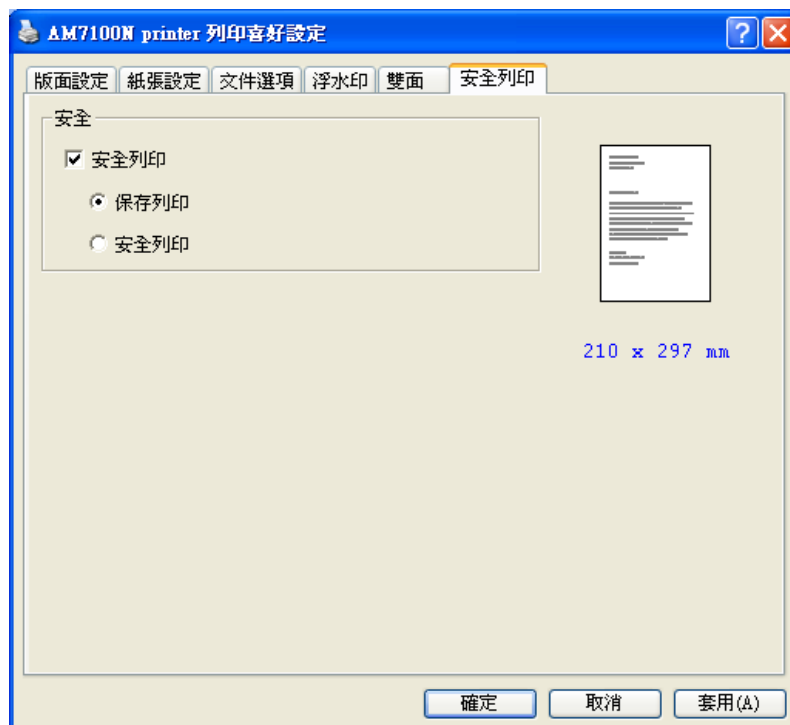 AM7100N printer 列印喜好設定
版面設定 紙張設定 文件選項 浮水印 雙面 安全列印
安全
安全列印
保存列印
安全列印
210 x 297 mm
確定 取消 套用(A)